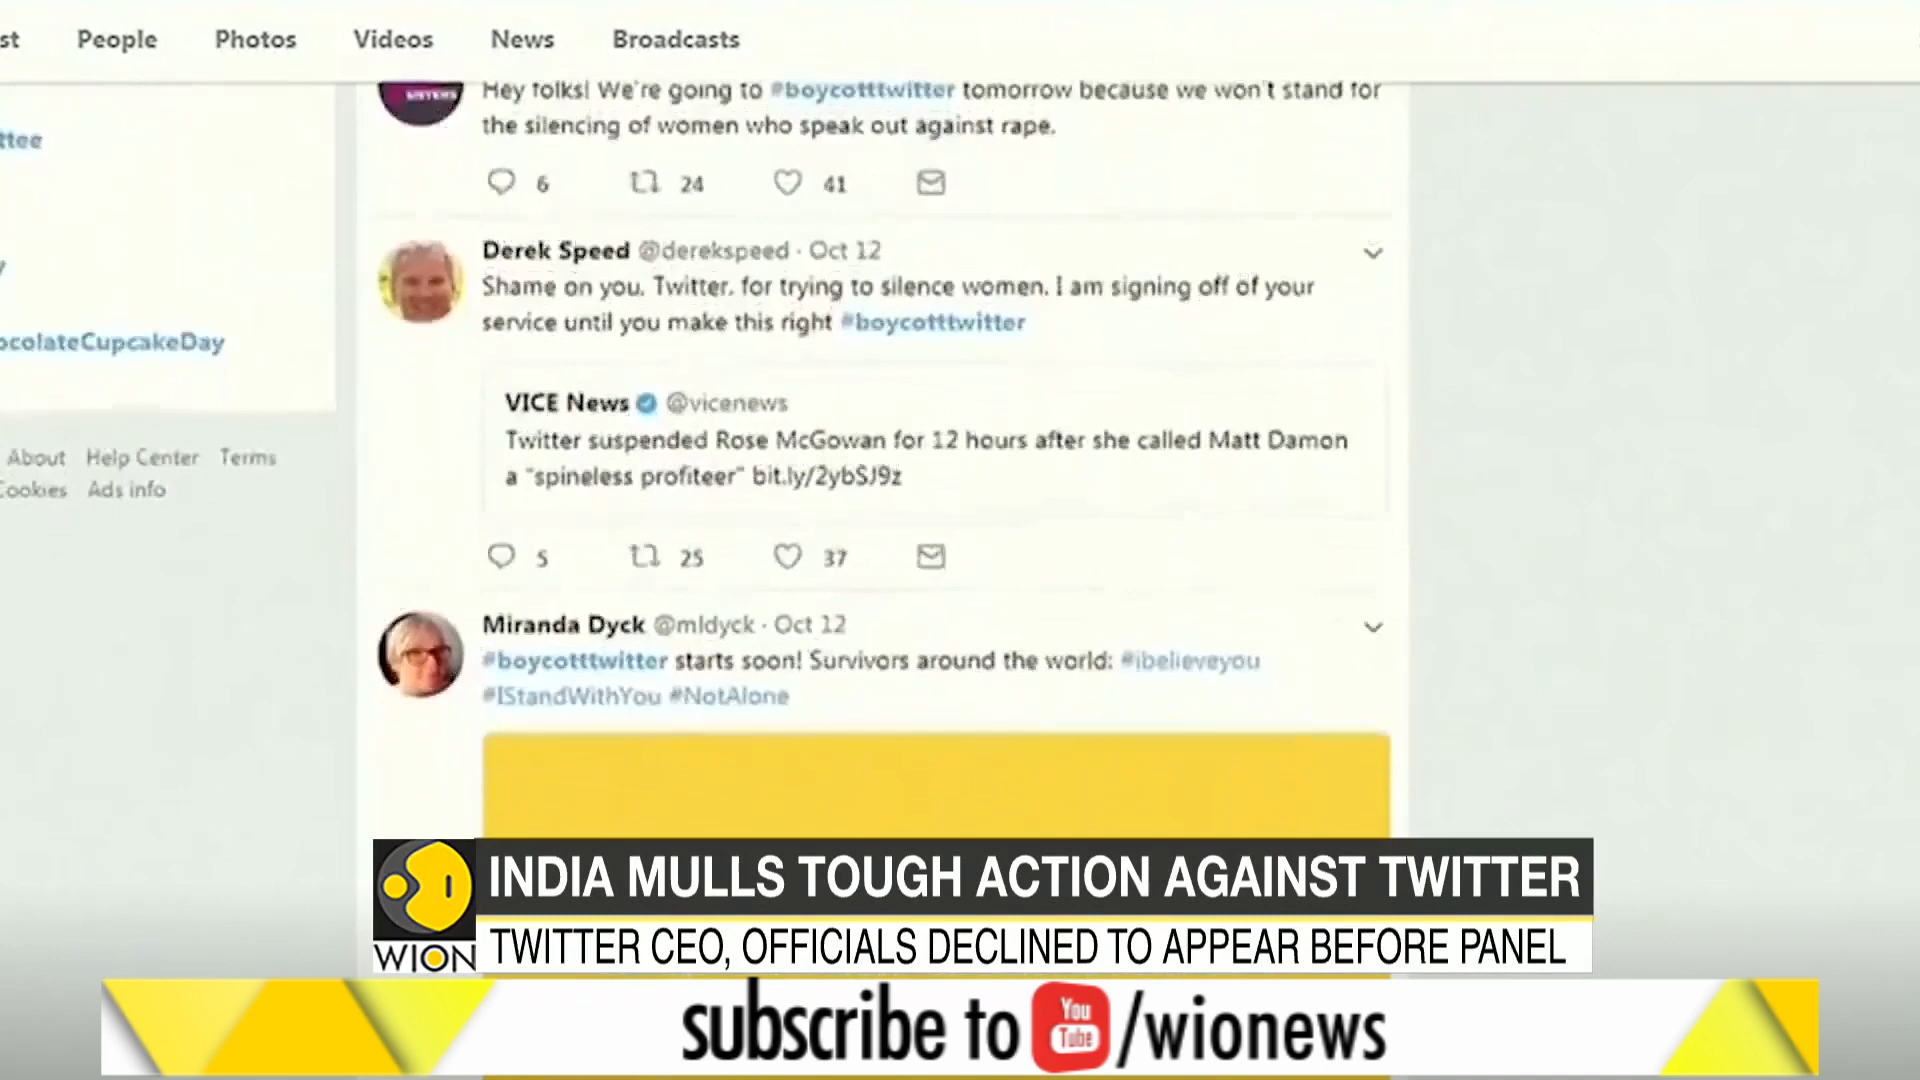 st People Photos Videos News Broadcasts
Hey folks! We're going to #boycotttwitter tomorrow because we won't stand for
the silencing of women who speak out against rape.
6 24 41
Derek Speed @derekspeed · Oct 12
Shame on you, Twitter, for trying to silence women. I am signing off of your
service until you make this right #boycotttwitter
VICE News @vicenews
Twitter suspended Rose McGowan for 12 hours after she called Matt Damon
a "spineless profiteer" bit.ly/2ybSJ9z
5 25 37
Miranda Dyck @mldyck · Oct 12
#boycotttwitter starts soon! Survivors around the world: #ibelieveyou
#IStandWithYou #NotAlone
ttee
ocolateCupcakeDay
About Help Center Terms
Cookies Ads info
SISTERS
INDIA MULLS TOUGH ACTION AGAINST TWITTER
WION
TWITTER CEO, OFFICIALS DECLINED TO APPEAR BEFORE PANEL
subscribe to You Tube /wionews